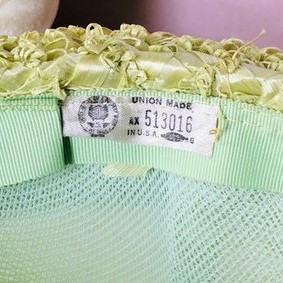 UNION MADE
AX 513016
IN U.S.A.